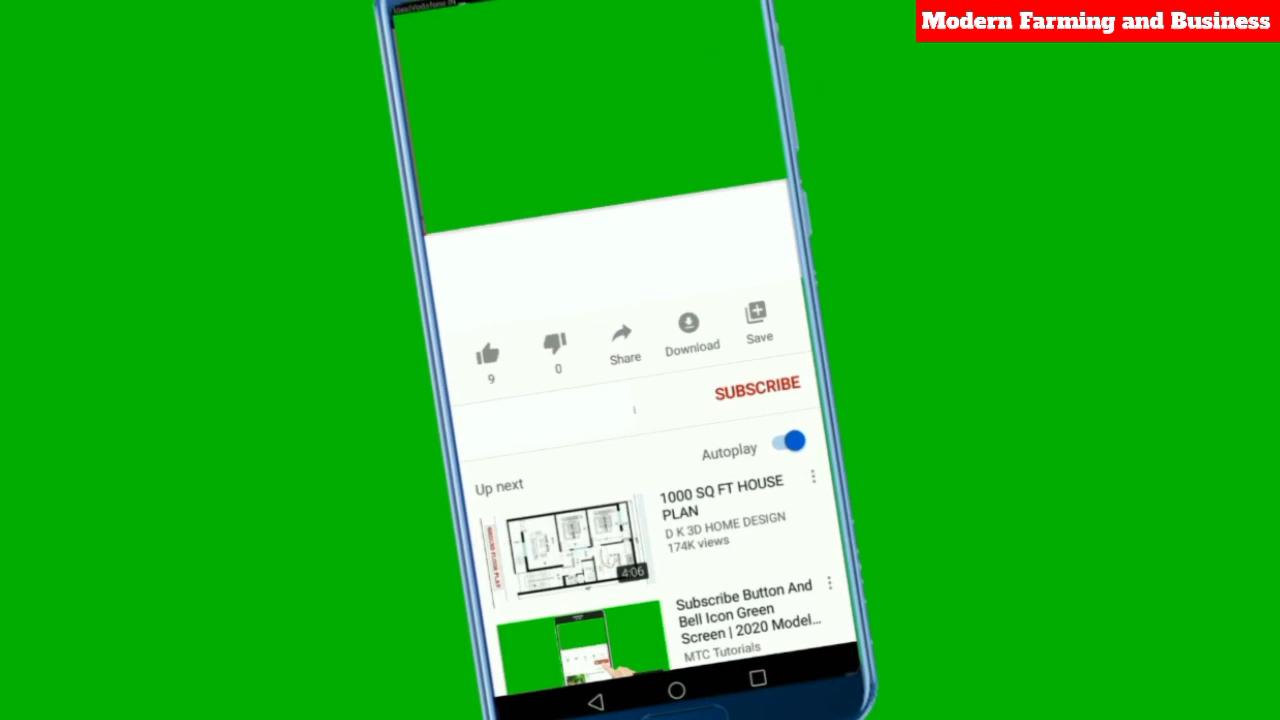 Modern Farming and Business
9
0
Share
Download
Save
SUBSCRIBE
Autoplay
Up next
1000 SQ FT HOUSE
PLAN
D K 3D HOME DESIGN
174K views
4:06
Subscribe Button And
Bell Icon Green
Screen | 2020 Model...
MTC Tutorials